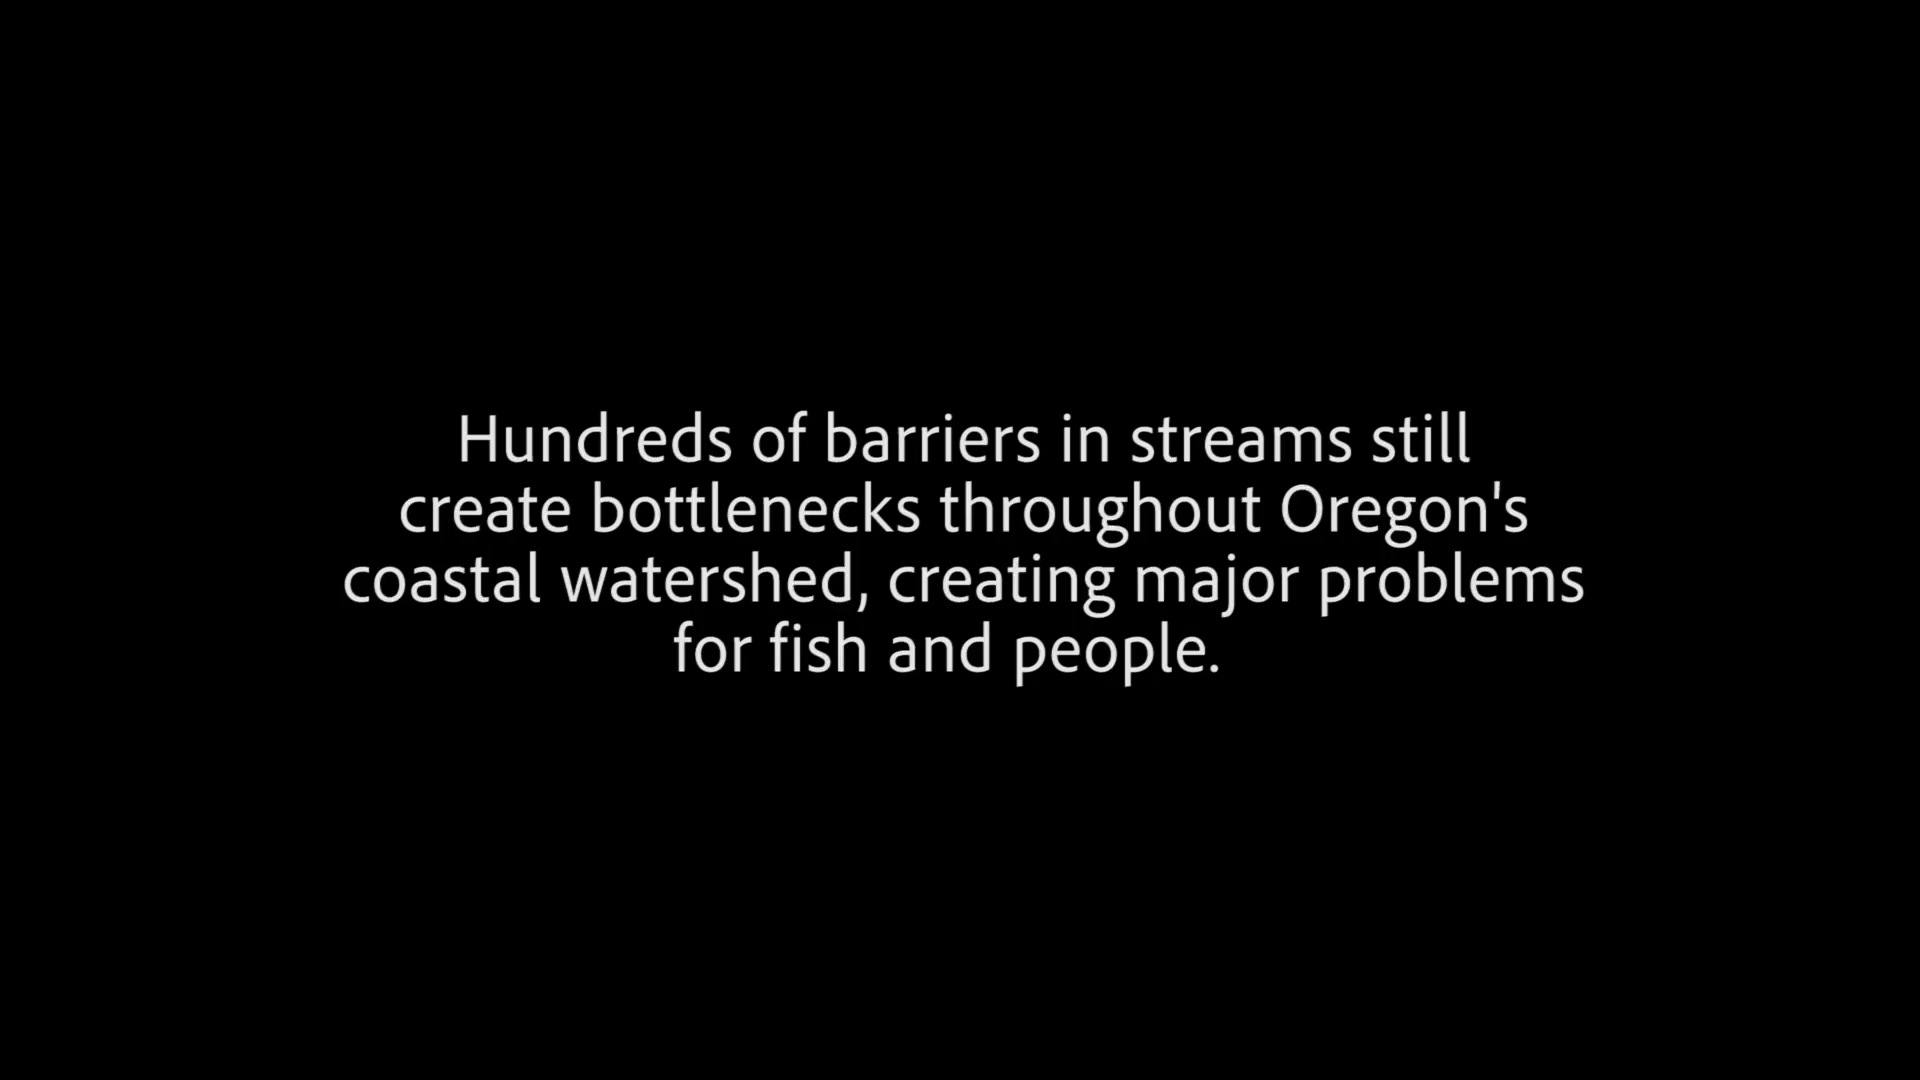 Hundreds of barriers in streams still
create bottlenecks throughout Oregon's
coastal watershed, creating major problems
for fish and people.